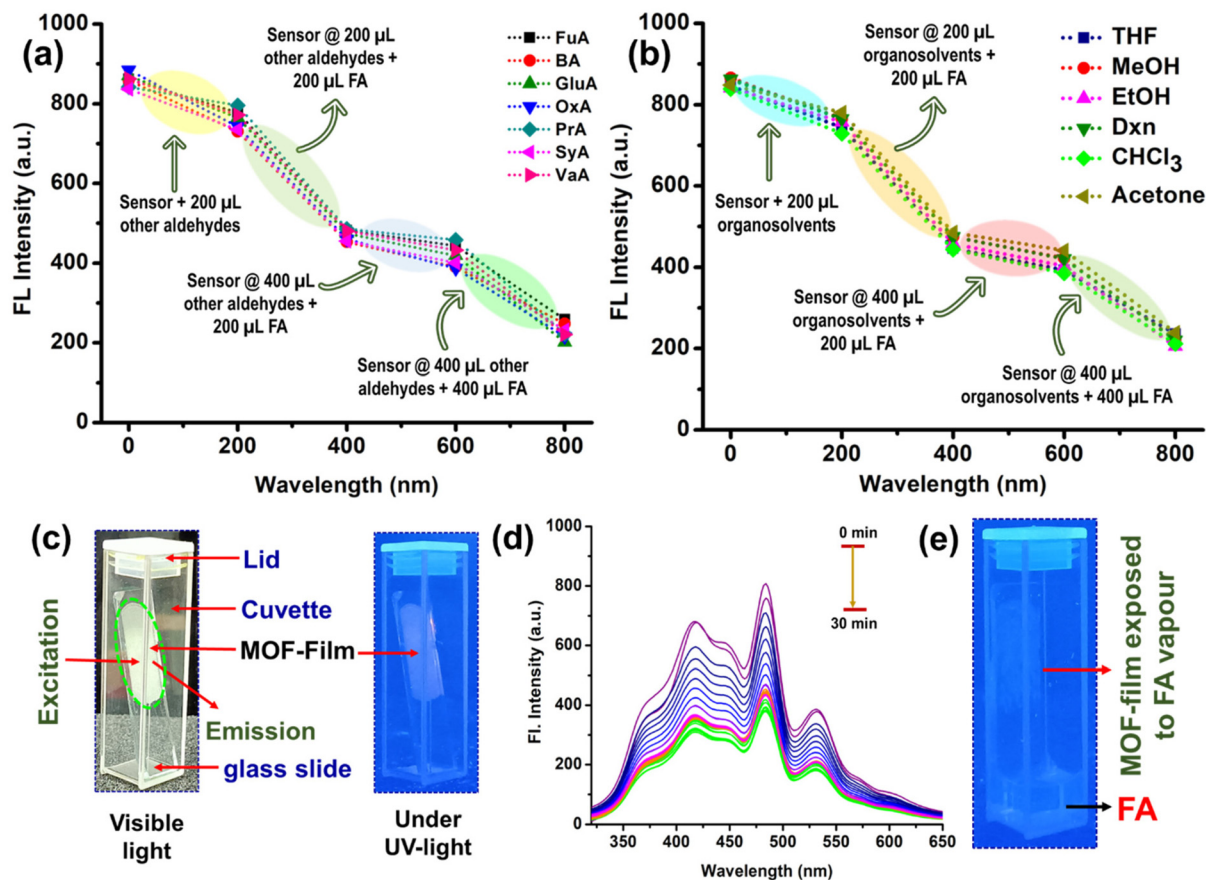 (a)
FL Intensity (a.u.)
1000
800
600
400
200
0
Sensor @ 200 µL
other aldehydes +
200 µL FA
FuA
BA
GluA
OxA
PrA
SyA
VaA
Sensor + 200 µL
other aldehydes
Sensor @ 400 µL
other aldehydes +
200 µL FA
Sensor @ 400 µL other
aldehydes + 400 µL FA
0 200 400 600 800
Wavelength (nm)
(b)
FL Intensity (a.u.)
1000
800
600
400
200
0
Sensor @ 200 µL
organosolvents +
200 µL FA
THF
MeOH
EtOH
Dxn
CHCl₃
Acetone
Sensor + 200 µL
organosolvents
Sensor @ 400 µL
organosolvents +
200 µL FA
Sensor @ 400 µL
organosolvents + 400 µL FA
0 200 400 600 800
Wavelength (nm)
(c)
Excitation
Lid
Cuvette
MOF-Film
Emission
glass slide
Visible
light
Under
UV-light
(d)
Fl. Intensity (a.u.)
1000
800
600
400
200
0
0 min
30 min
350 400 450 500 550 600 650
Wavelength (nm)
(e)
MOF-film exposed
to FA vapour
FA